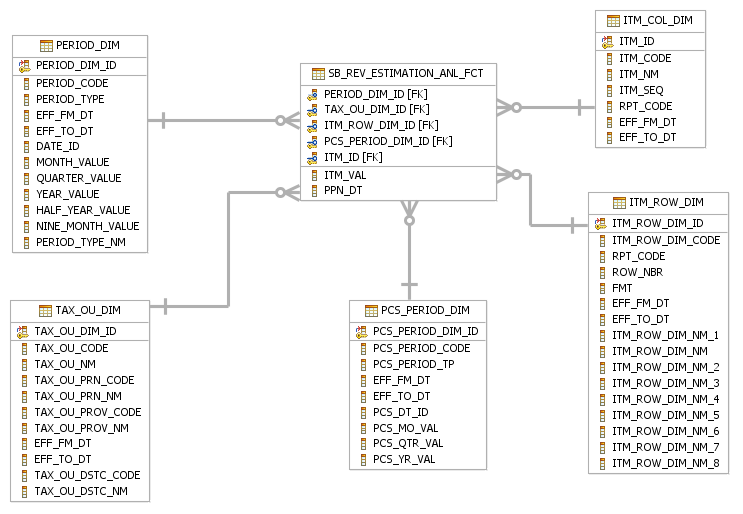 PERIOD_DIM
PERIOD_DIM_ID
PERIOD_CODE
PERIOD_TYPE
EFF_FM_DT
EFF_TO_DT
DATE_ID
MONTH_VALUE
QUARTER_VALUE
YEAR_VALUE
HALF_YEAR_VALUE
NINE_MONTH_VALUE
PERIOD_TYPE_NM
SB_REV_ESTIMATION_ANL_FCT
PERIOD_DIM_ID [FK]
TAX_OU_DIM_ID [FK]
ITM_ROW_DIM_ID [FK]
PCS_PERIOD_DIM_ID [FK]
ITM_ID [FK]
ITM_VAL
PPN_DT
ITM_COL_DIM
ITM_ID
ITM_CODE
ITM_NM
ITM_SEQ
RPT_CODE
EFF_FM_DT
EFF_TO_DT
TAX_OU_DIM
TAX_OU_DIM_ID
TAX_OU_CODE
TAX_OU_NM
TAX_OU_PRN_CODE
TAX_OU_PRN_NM
TAX_OU_PROV_CODE
TAX_OU_PROV_NM
EFF_FM_DT
EFF_TO_DT
TAX_OU_DSTC_CODE
TAX_OU_DSTC_NM
PCS_PERIOD_DIM
PCS_PERIOD_DIM_ID
PCS_PERIOD_CODE
PCS_PERIOD_TP
EFF_FM_DT
EFF_TO_DT
PCS_DT_ID
PCS_MO_VAL
PCS_QTR_VAL
PCS_YR_VAL
ITM_ROW_DIM
ITM_ROW_DIM_ID
ITM_ROW_DIM_CODE
RPT_CODE
ROW_NBR
FMT
EFF_FM_DT
EFF_TO_DT
ITM_ROW_DIM_NM_1
ITM_ROW_DIM_NM
ITM_ROW_DIM_NM_2
ITM_ROW_DIM_NM_3
ITM_ROW_DIM_NM_4
ITM_ROW_DIM_NM_5
ITM_ROW_DIM_NM_6
ITM_ROW_DIM_NM_7
ITM_ROW_DIM_NM_8